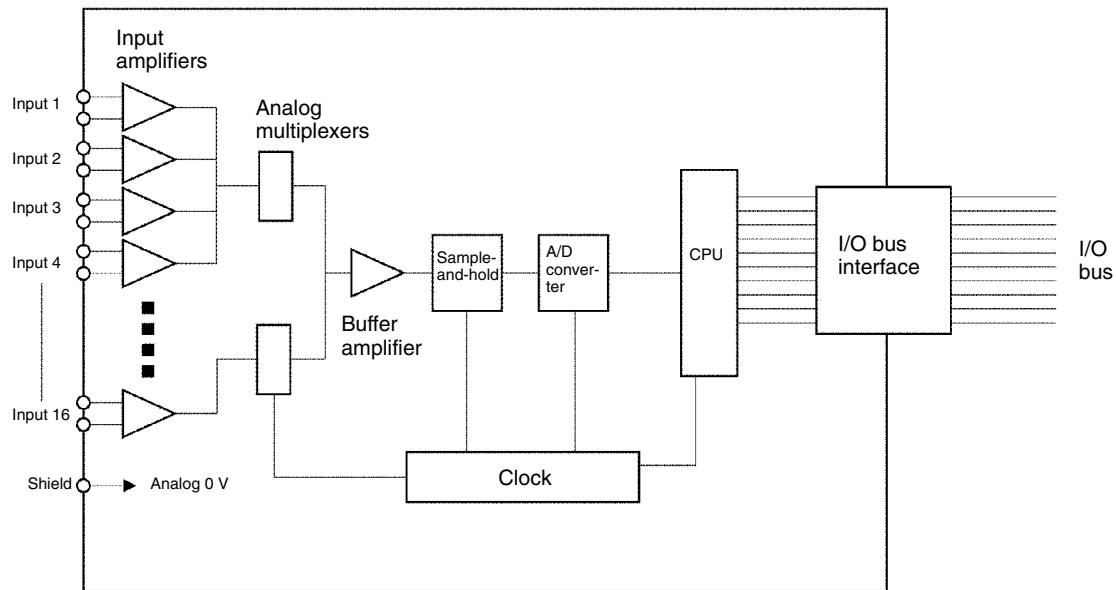 Input
amplifiers
Input 1
Input 2
Input 3
Input 4
Input 16
Shield
Analog 0 V
Analog
multiplexers
Buffer
amplifier
Sample-
and-hold
A/D
conver-
ter
Clock
CPU
I/O bus
interface
I/O
bus